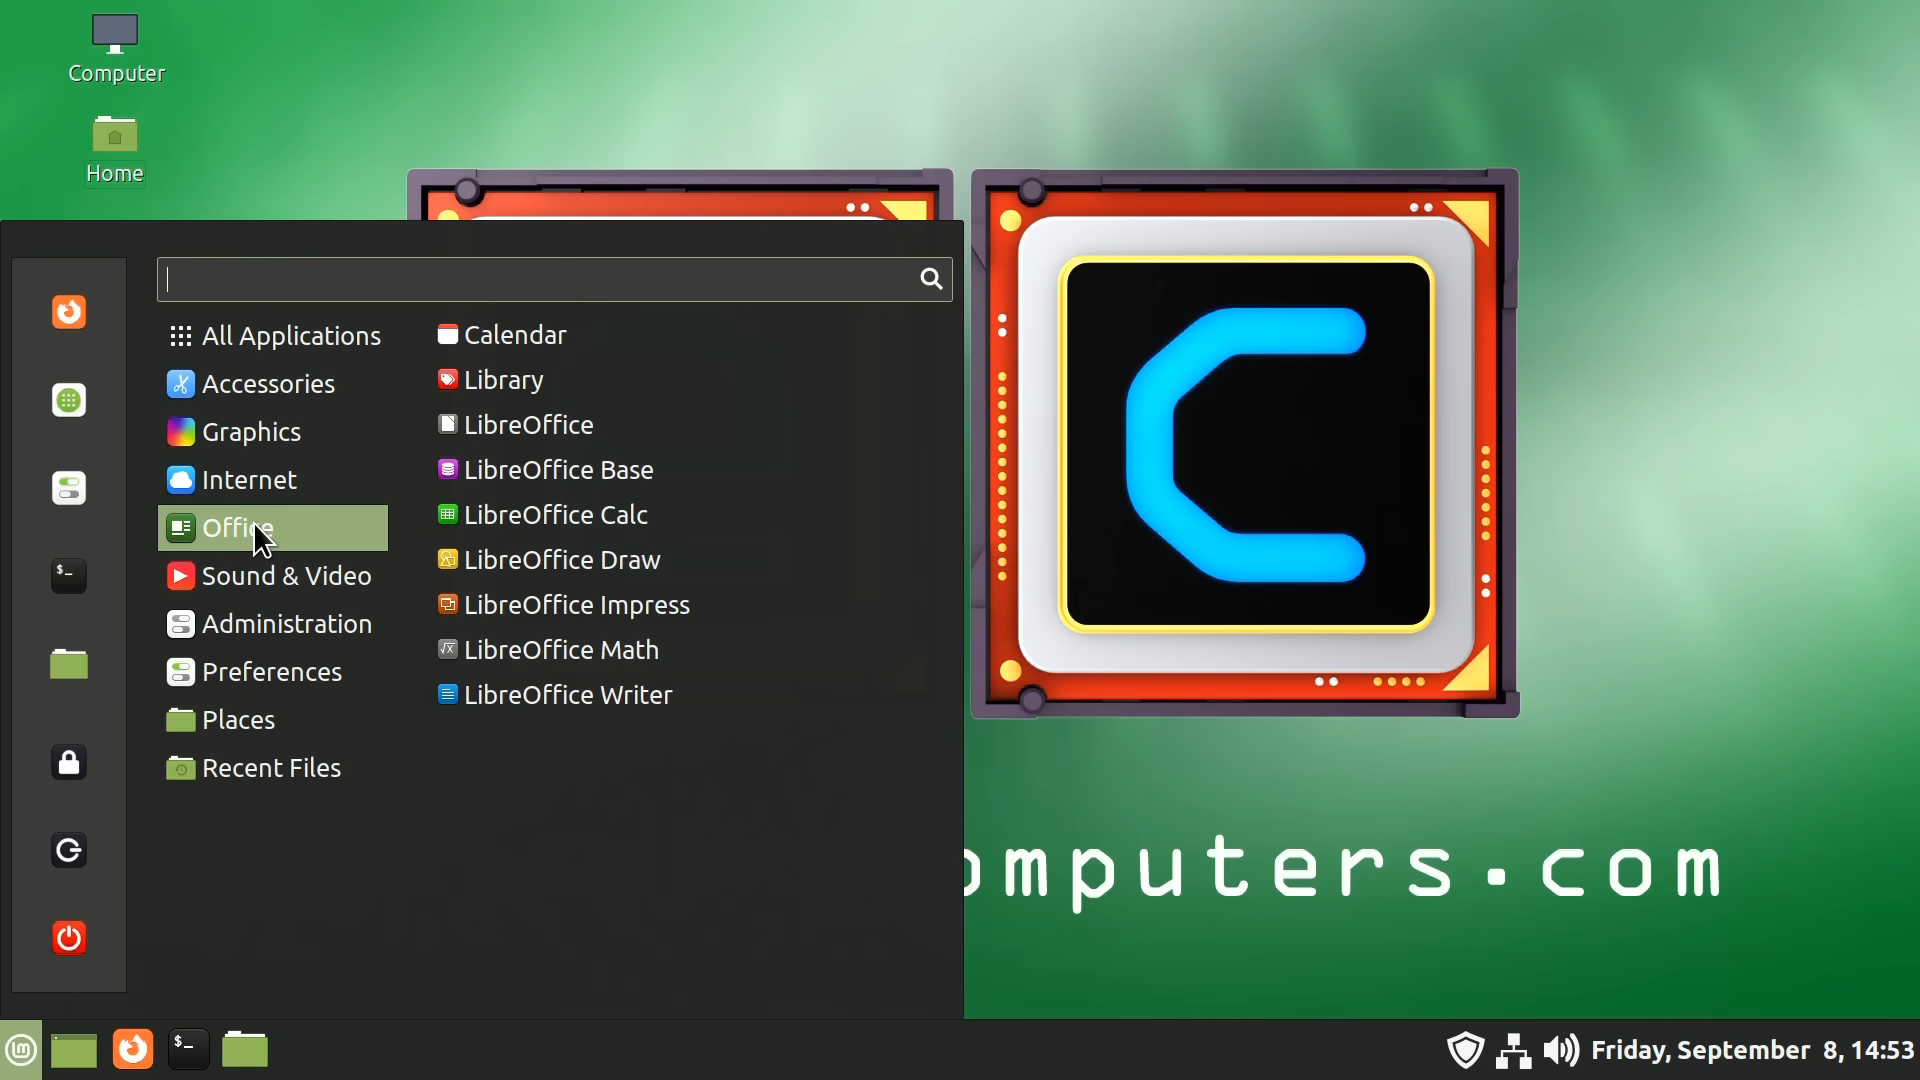 Computer
Home
All Applications
Accessories
Graphics
Internet
Office
Sound & Video
Administration
Preferences
Places
Recent Files
Calendar
Library
LibreOffice
LibreOffice Base
LibreOffice Calc
LibreOffice Draw
LibreOffice Impress
LibreOffice Math
LibreOffice Writer
C
omputers.com
Friday, September 8, 14:53